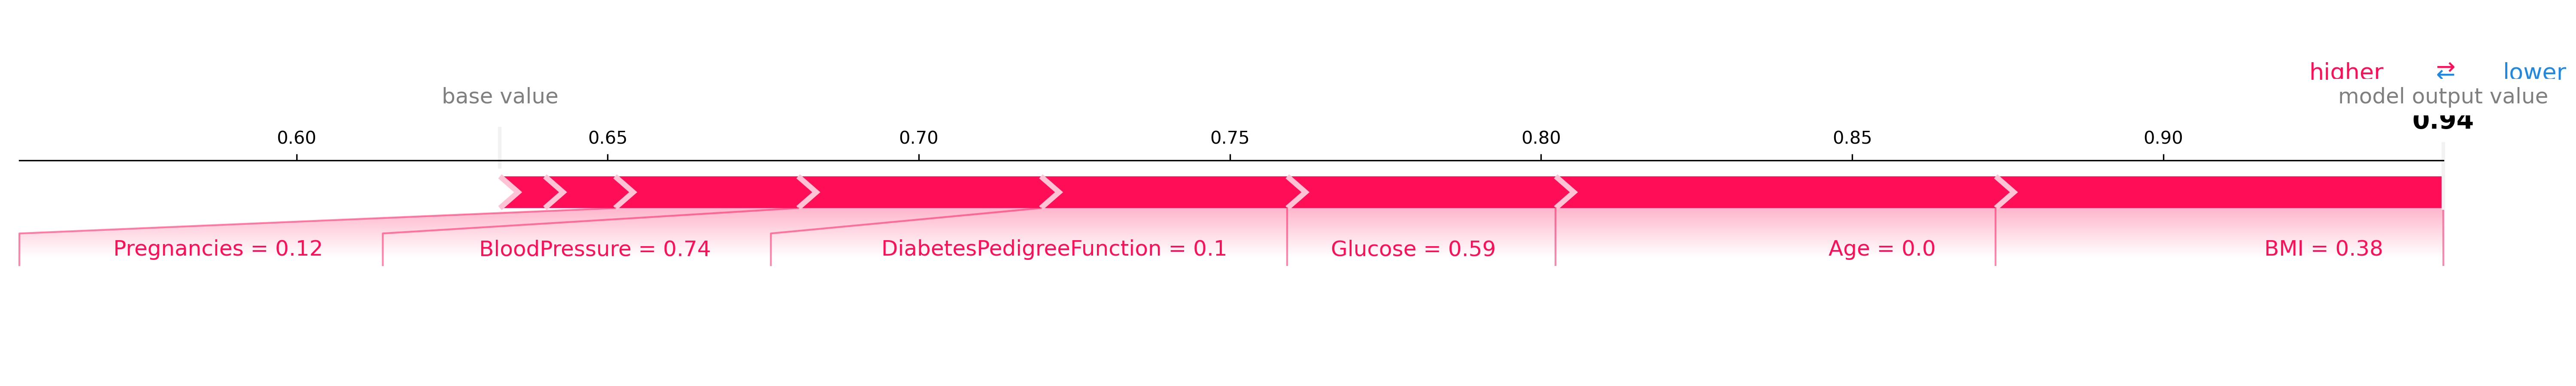 higher ⇄ lower
base value model output value
0.60 0.65 0.70 0.75 0.80 0.85 0.90 0.94
Pregnancies = 0.12 BloodPressure = 0.74 DiabetesPedigreeFunction = 0.1 Glucose = 0.59 Age = 0.0 BMI = 0.38